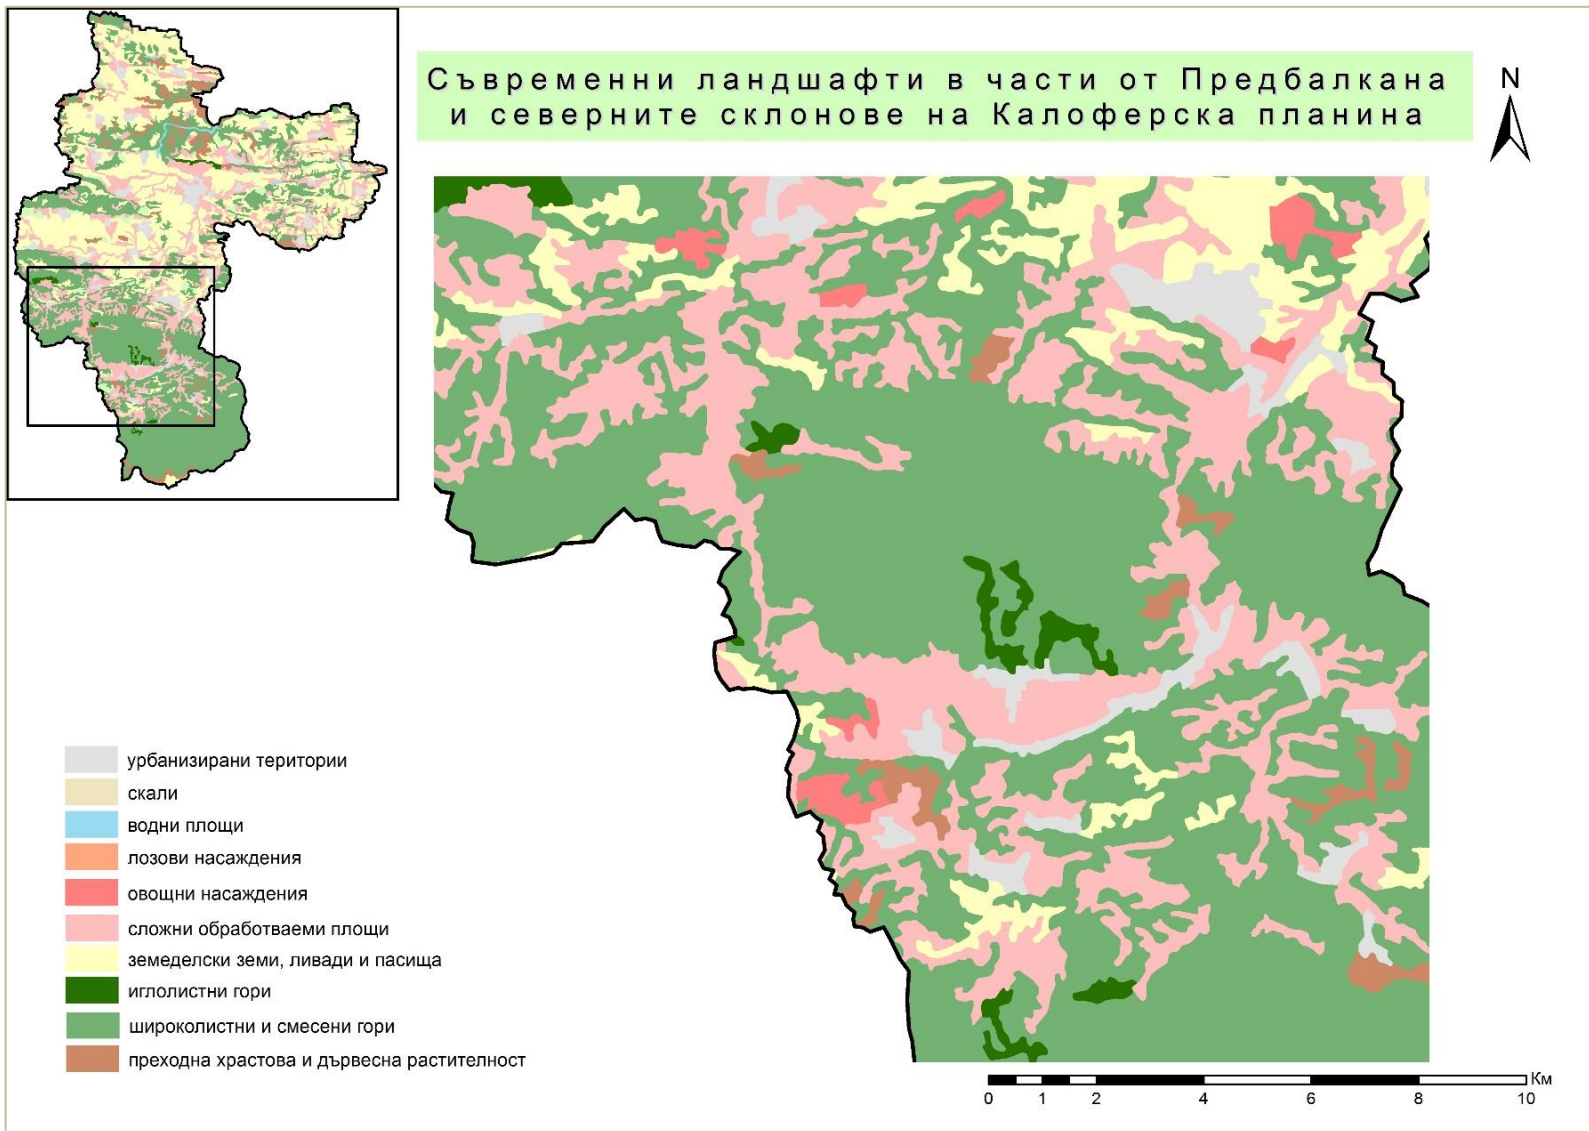 Съвременни ландшафти в части от Предбалкана
и северните склонове на Калоферска планина
N
урбанизирани територии
скали
водни площи
лозови насаждения
овощни насаждения
сложни обработваеми площи
земеделски земи, ливади и пасища
иглолистни гори
широколистни и смесени гори
преходна храстова и дървесна растителност
Км
0 1 2 4 6 8 10